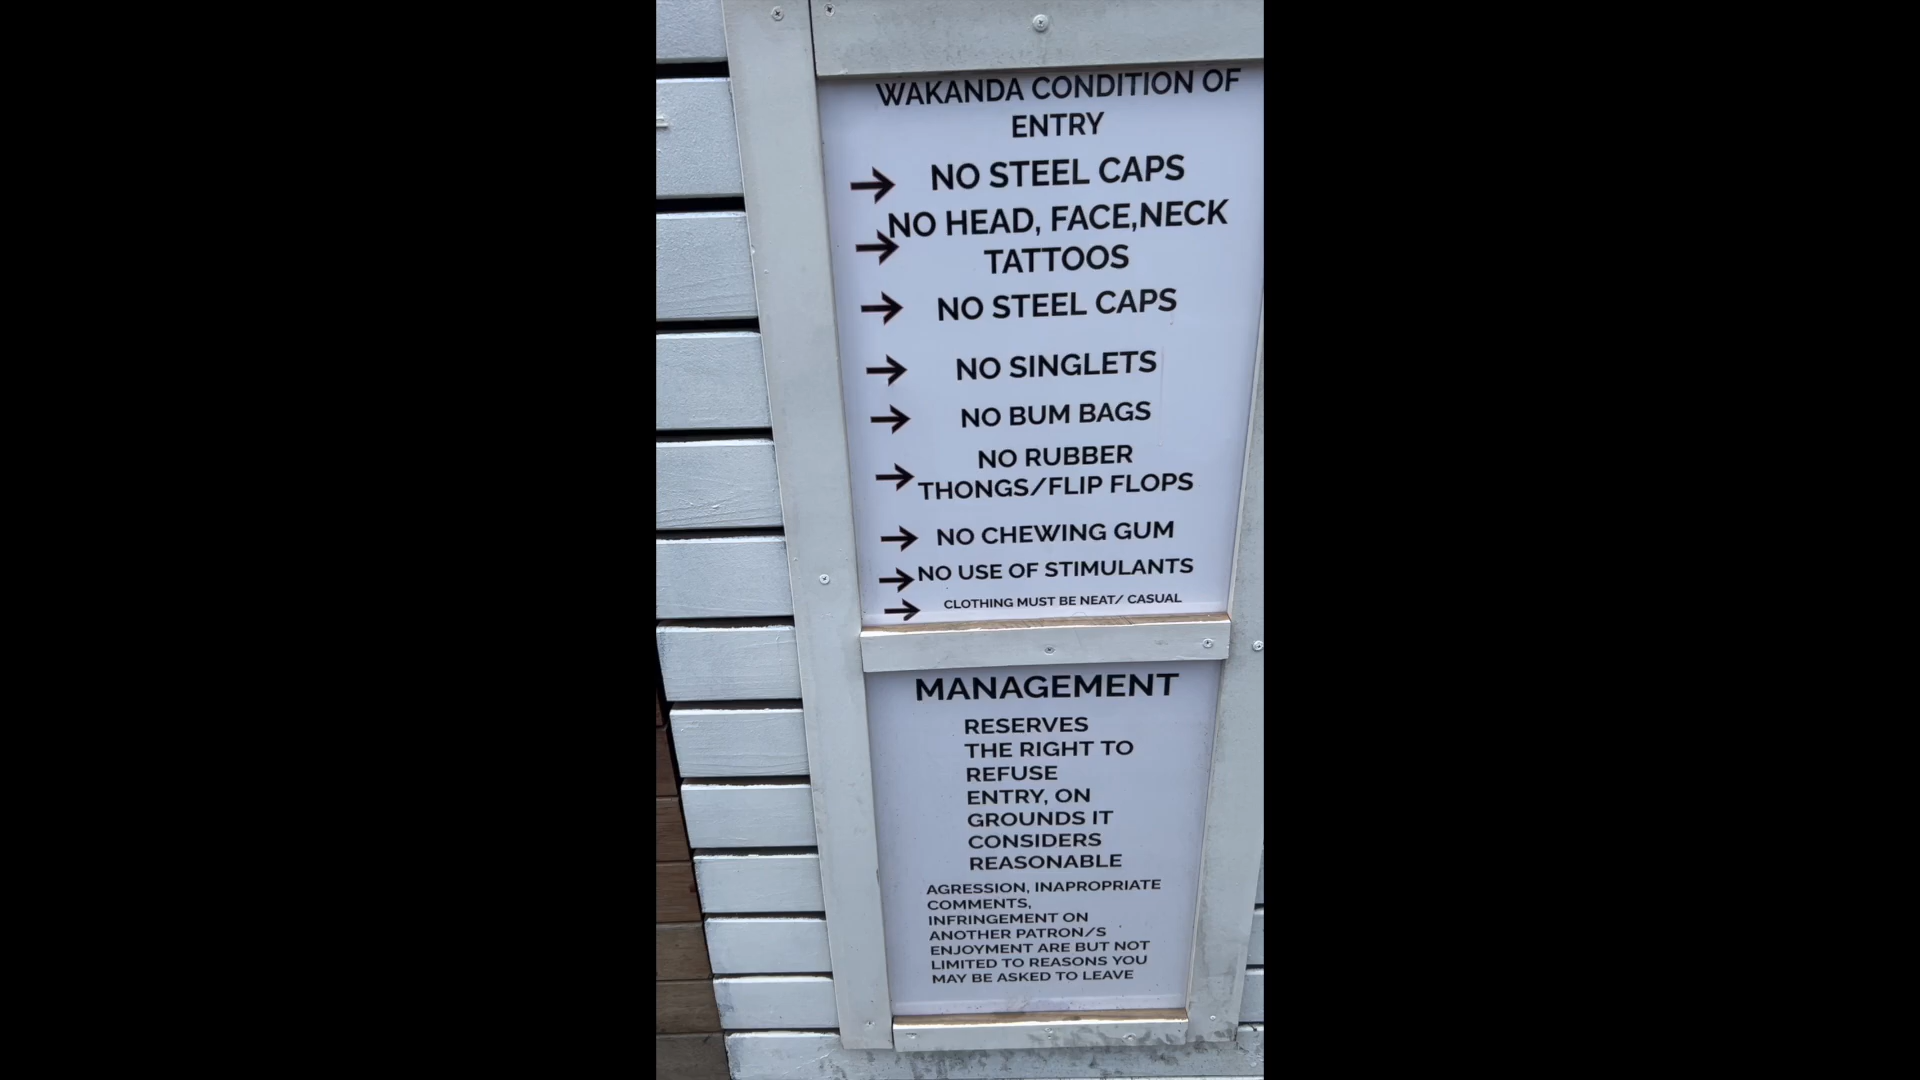 WAKANDA CONDITION OF
ENTRY
NO STEEL CAPS
NO HEAD, FACE,NECK
TATTOOS
NO STEEL CAPS
NO SINGLETS
NO BUM BAGS
NO RUBBER
THONGS/FLIP FLOPS
NO CHEWING GUM
NO USE OF STIMULANTS
CLOTHING MUST BE NEAT/ CASUAL
MANAGEMENT
RESERVES
THE RIGHT TO
REFUSE
ENTRY, ON
GROUNDS IT
CONSIDERS
REASONABLE
AGRESSION, INAPROPRIATE
COMMENTS,
INFRINGEMENT ON
ANOTHER PATRON/S
ENJOYMENT ARE BUT NOT
LIMITED TO REASONS YOU
MAY BE ASKED TO LEAVE